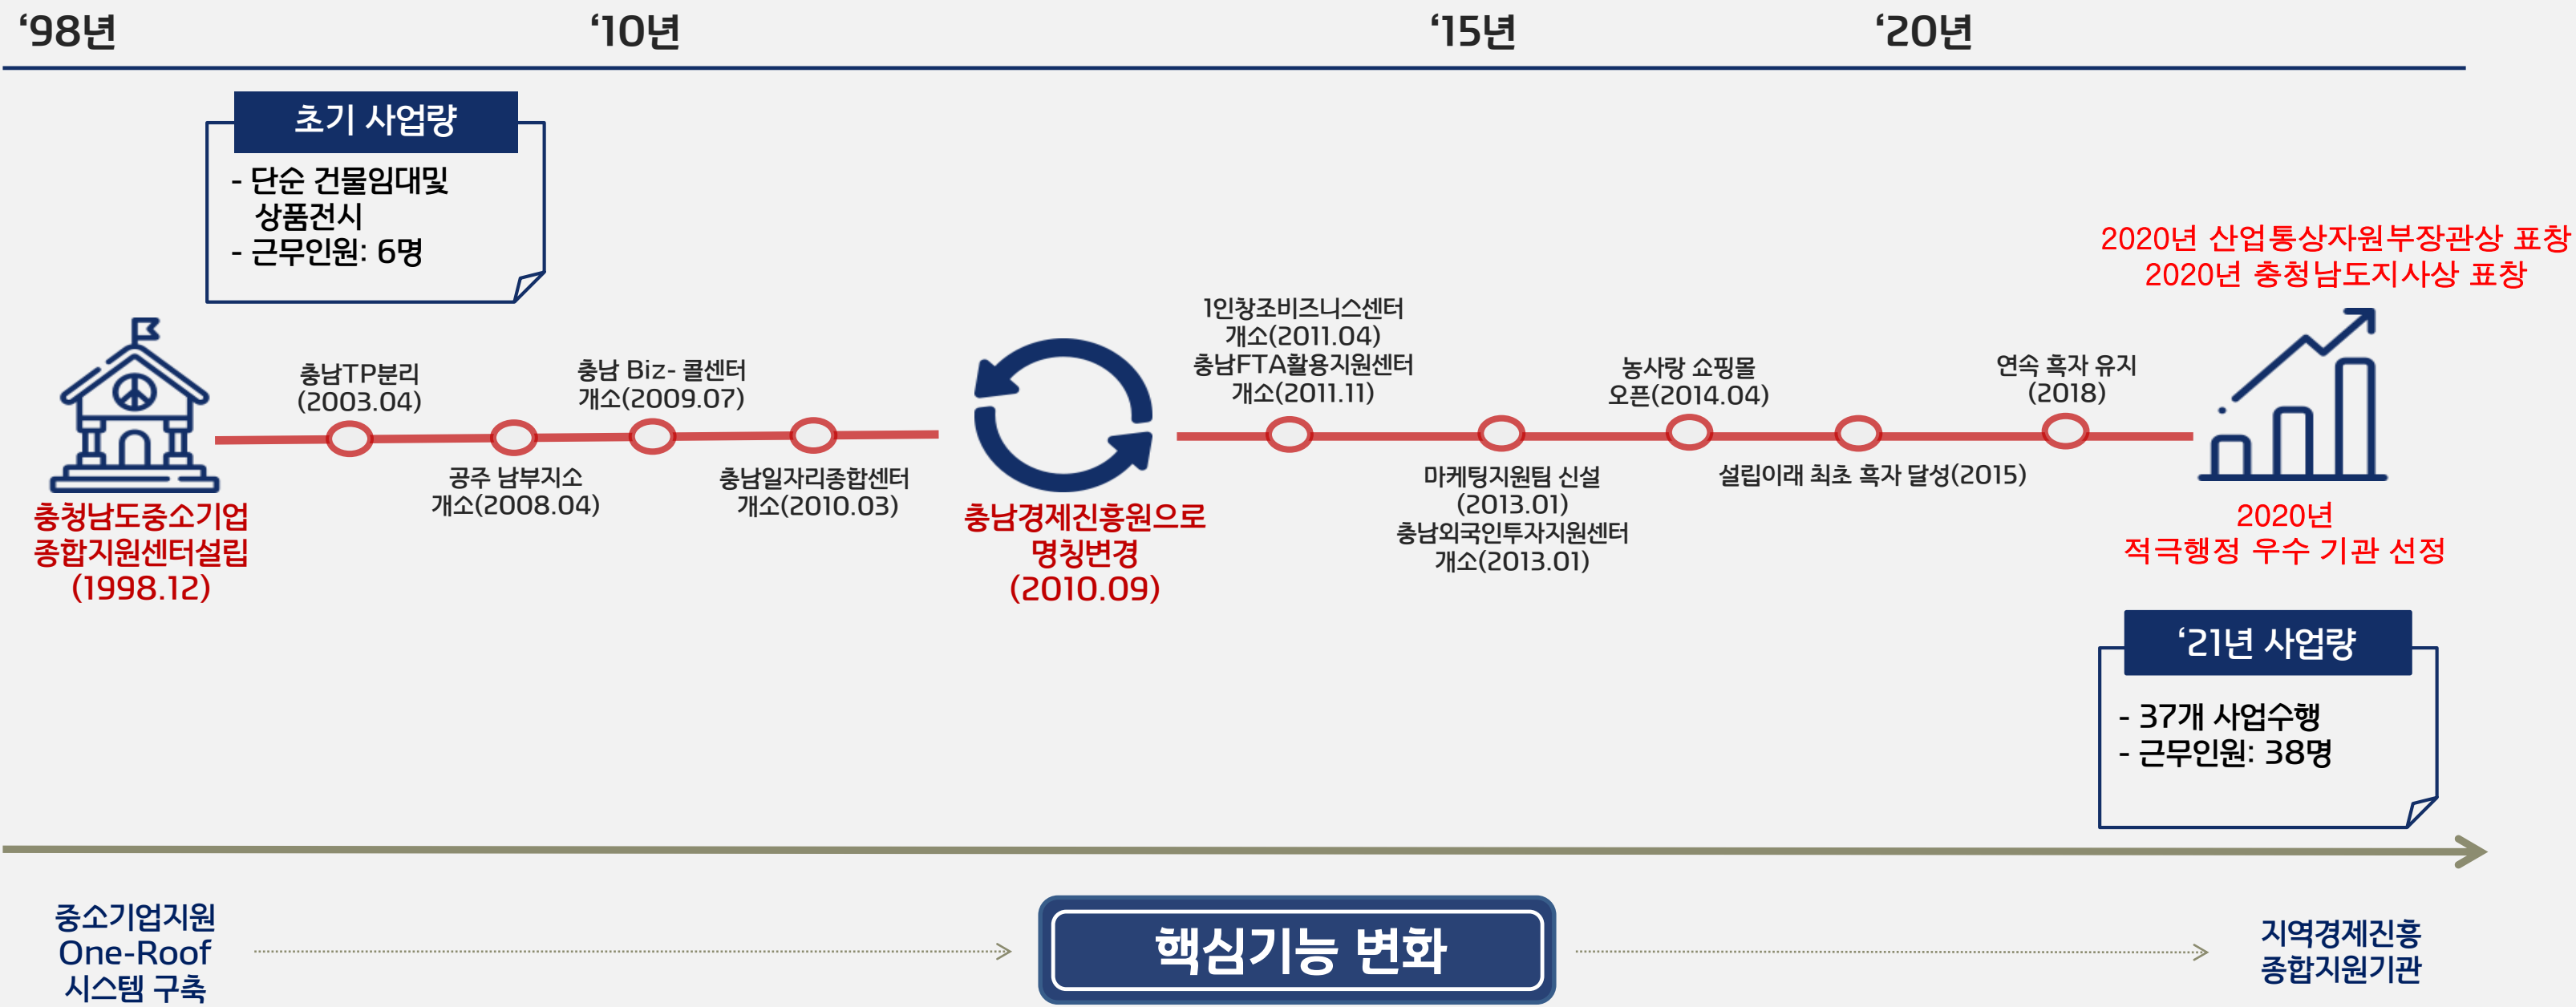 ‘98년
‘10년
‘15년
‘20년
초기 사업량
- 단순 건물임대및
상품전시
- 근무인원: 6명
충청남도중소기업
종합지원센터설립
(1998.12)
충남TP분리
(2003.04)
공주 남부지소
개소(2008.04)
충남 Biz- 콜센터
개소(2009.07)
충남일자리종합센터
개소(2010.03)
충남경제진흥원으로
명칭변경
(2010.09)
1인창조비즈니스센터
개소(2011.04)
충남FTA활용지원센터
개소(2011.11)
마케팅지원팀 신설
(2013.01)
충남외국인투자지원센터
개소(2013.01)
농사랑 쇼핑몰
오픈(2014.04)
설립이래 최초 흑자 달성(2015)
연속 흑자 유지
(2018)
2020년 산업통상자원부장관상 표창
2020년 충청남도지사상 표창
2020년
적극행정 우수 기관 선정
‘21년 사업량
- 37개 사업수행
- 근무인원: 38명
중소기업지원
One-Roof
시스템 구축
핵심기능 변화
지역경제진흥
종합지원기관